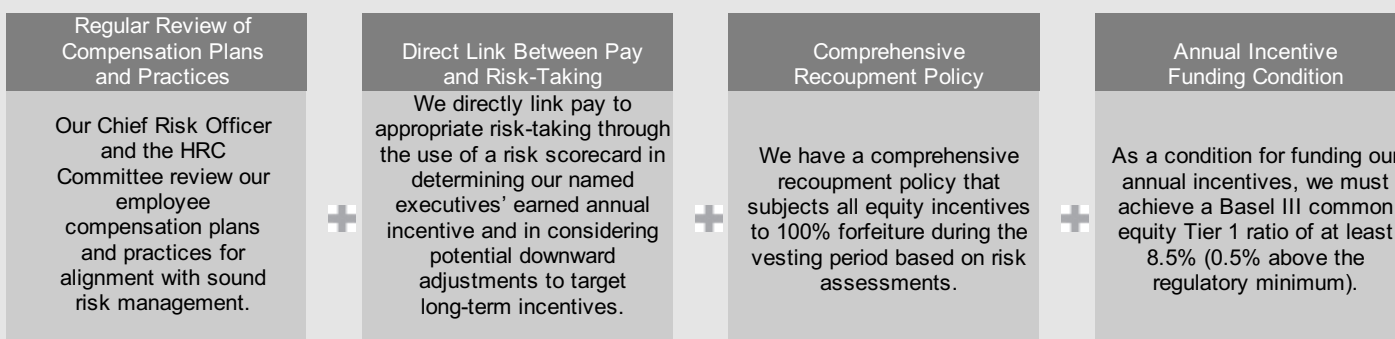 Regular Review of
Compensation Plans
and Practices
Our Chief Risk Officer
and the HRC
Committee review our
employee
compensation plans
and practices for
alignment with sound
risk management.
Direct Link Between Pay
and Risk-Taking
We directly link pay to
appropriate risk-taking through
the use of a risk scorecard in
determining our named
executives’ earned annual
incentive and in considering
potential downward
adjustments to target
long-term incentives.
Comprehensive
Recoupment Policy
We have a comprehensive
recoupment policy that
subjects all equity incentives
to 100% forfeiture during the
vesting period based on risk
assessments.
Annual Incentive
Funding Condition
As a condition for funding our
annual incentives, we must
achieve a Basel III common
equity Tier 1 ratio of at least
8.5% (0.5% above the
regulatory minimum).